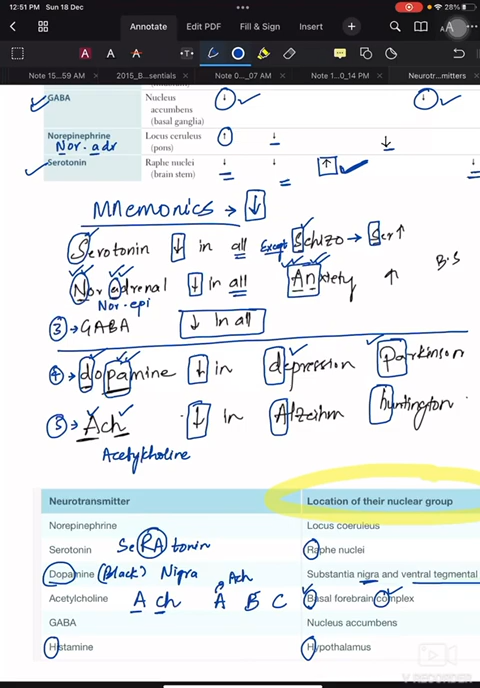 12:51 PM Sun 18 Dec
28%
Annotate Edit PDF Fill & Sign Insert
Note 15...59 AM
2015_B...sentials
Note 0..._07 AM
Note 1...0_14 PM
Neurotr...mitters
GABA Nucleus accumbens (basal ganglia) ↓ ↓
Norepinephrine Locus ceruleus (pons) ↑ ↓ ↓
Nor. adr
Serotonin Raphe nuclei (brain stem) ↓ ↓ ↑ ↓
Mnemonics → ↓
Serotonin ↓ in all Except Schizo → Ser↑
Nor adrenal ↓ in all Anxiety ↑ B.S
Nor.epi
③→GABA ↓ In all
④→dopamine ↓ in depression Parkinson
⑤→Ach ↓ in Alzeihm huntington
Acetylkholine
Neurotransmitter Location of their nuclear group
Norepinephrine Locus coeruleus
Serotonin SeRAtonin Raphe nuclei
Dopamine (Black) Nigra Substantia nigra and ventral tegmental
Ach
Acetylcholine A ch A B C Basal forebrain complex
GABA Nucleus accumbens
Histamine Hypothalamus